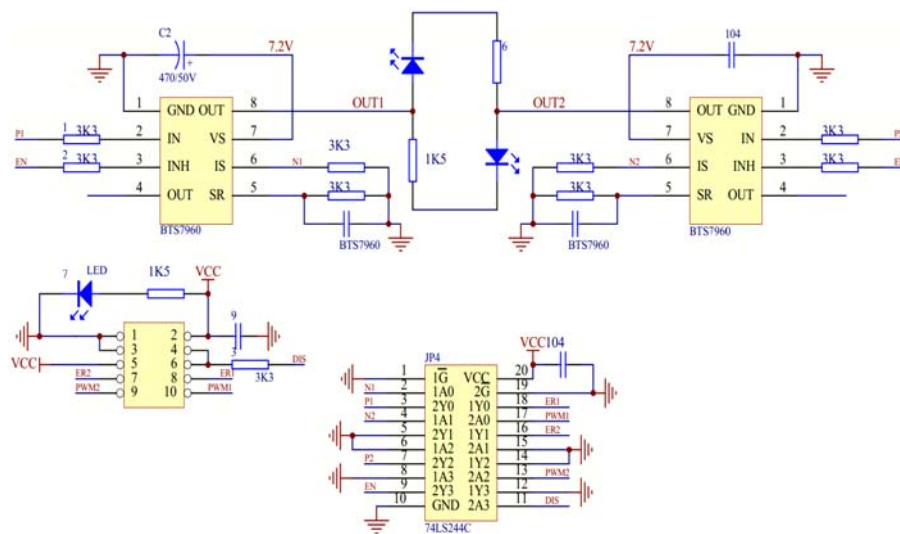 C2
7.2V
470/50V
+
6
7.2V
104
OUT1
OUT2
1 GND OUT 8
P1 1 3K3 2 IN VS 7
EN 2 3K3 3 INH IS 6 N1 3K3
4 OUT SR 5 3K3
BTS7960
BTS7960
1K5
8 OUT GND 1
7 VS IN 2 3K3
3K3 N2 6 IS INH 3 3K3
3K3 5 SR OUT 4
BTS7960
BTS7960
7 LED 1K5 VCC
1 2 9
3 4
VCC 5 6 3K3 DIS
ER2 7 8 ER1
PWM2 9 10 PWM1
JP4
VCC 104
1 1G VCC 20
N1 2 1A0 2G 19
P1 3 2Y0 1Y0 18 ER1
N2 4 1A1 2A0 17 PWM1
5 2Y1 1Y1 16 ER2
6 1A2 2A1 15
P2 7 2Y2 1Y2 14
8 1A3 2A2 13 PWM2
EN 9 2Y3 1Y3 12
10 GND 2A3 11 DIS
74LS244C